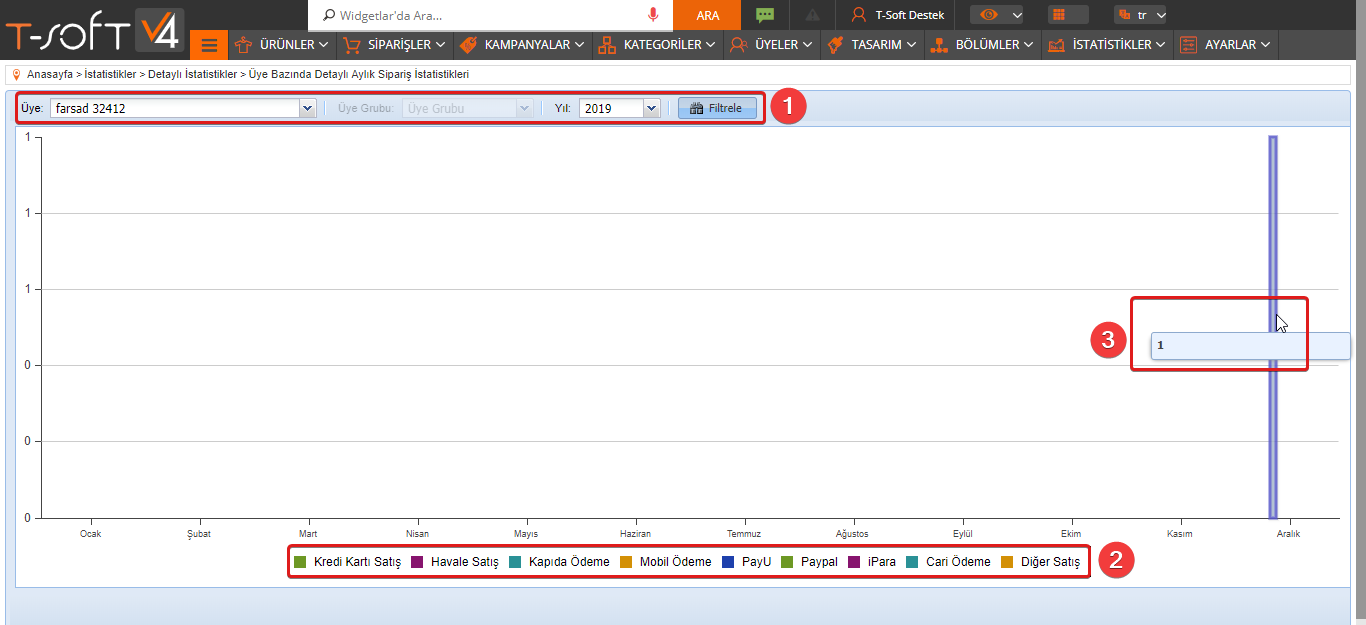 T-SOFT V4
Widgetlar'da Ara...
ARA
T-Soft Destek
tr
ÜRÜNLER
SİPARİŞLER
KAMPANYALAR
KATEGORİLER
ÜYELER
TASARIM
BÖLÜMLER
İSTATİSTİKLER
AYARLAR
Anasayfa > İstatistikler > Detaylı İstatistikler > Üye Bazında Detaylı Aylık Sipariş İstatistikleri
Üye: farsad 32412 Üye Grubu: Üye Grubu Yıl: 2019 Filtrele
1
1
1
1
3
1
0
0
0
Ocak Şubat Mart Nisan Mayıs Haziran Temmuz Ağustos Eylül Ekim Kasım Aralık
Kredi Kartı Satış Havale Satış Kapıda Ödeme Mobil Ödeme PayU Paypal iPara Cari Ödeme Diğer Satış
2